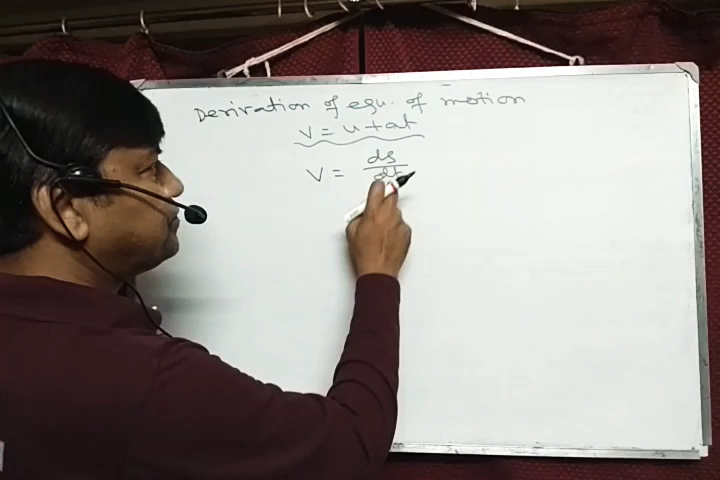 Derivation of equ. of motion
v = u + at
v = ds/dt